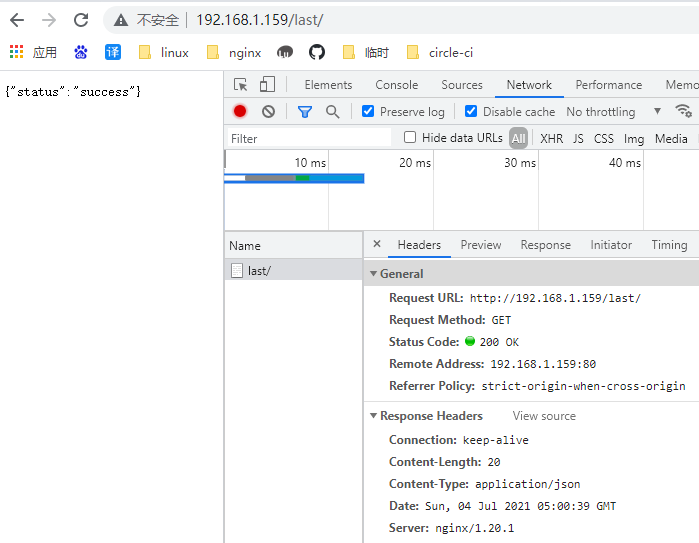 不安全 192.168.1.159/last/
应用 译 linux nginx 临时 circle-ci
{"status":"success"}
Elements Console Sources Network Performance Memo
Preserve log Disable cache No throttling
Filter Hide data URLs All XHR JS CSS Img Media
10 ms 20 ms 30 ms 40 ms
Name
last/
× Headers Preview Response Initiator Timing
General
Request URL: http://192.168.1.159/last/
Request Method: GET
Status Code: 200 OK
Remote Address: 192.168.1.159:80
Referrer Policy: strict-origin-when-cross-origin
Response Headers View source
Connection: keep-alive
Content-Length: 20
Content-Type: application/json
Date: Sun, 04 Jul 2021 05:00:39 GMT
Server: nginx/1.20.1